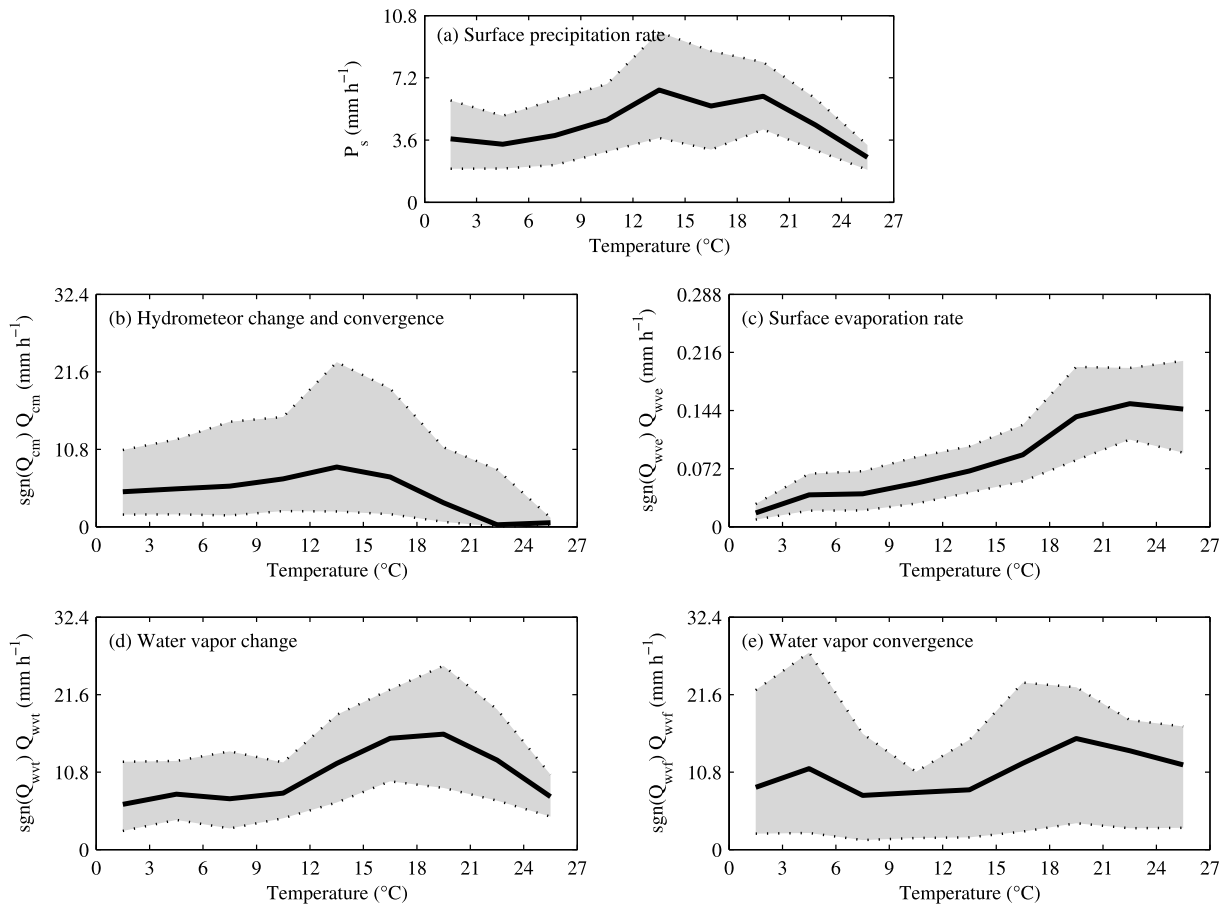 (a) Surface precipitation rate
P_s (mm h⁻¹)
10.8
7.2
3.6
0
0 3 6 9 12 15 18 21 24 27
Temperature (°C)
(b) Hydrometeor change and convergence
sgn(Q_cm) Q_cm (mm h⁻¹)
32.4
21.6
10.8
0
0 3 6 9 12 15 18 21 24 27
Temperature (°C)
(c) Surface evaporation rate
sgn(Q_wve) Q_wve (mm h⁻¹)
0.288
0.216
0.144
0.072
0
0 3 6 9 12 15 18 21 24 27
Temperature (°C)
(d) Water vapor change
sgn(Q_wvt) Q_wvt (mm h⁻¹)
32.4
21.6
10.8
0
0 3 6 9 12 15 18 21 24 27
Temperature (°C)
(e) Water vapor convergence
sgn(Q_wvf) Q_wvf (mm h⁻¹)
32.4
21.6
10.8
0
0 3 6 9 12 15 18 21 24 27
Temperature (°C)